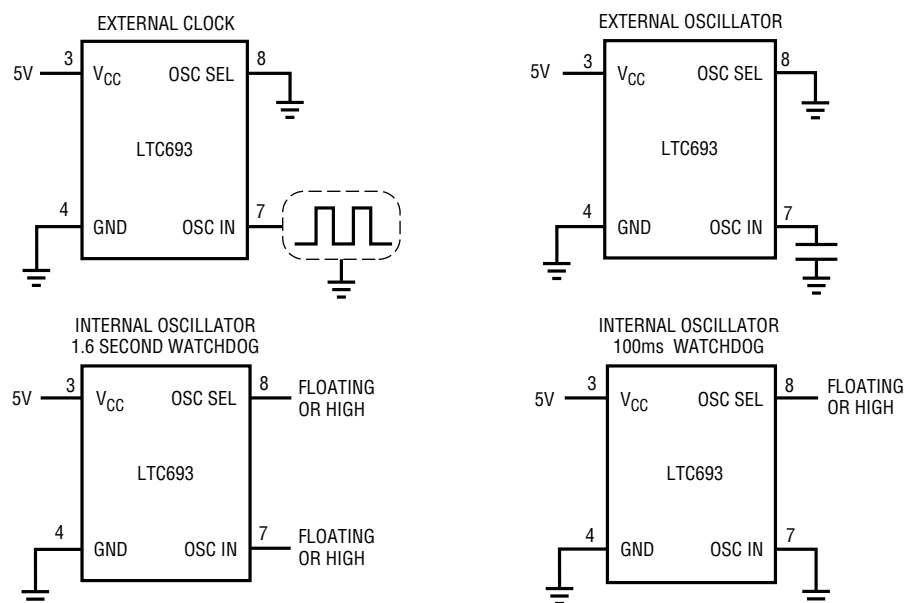 EXTERNAL CLOCK
3
8
5V
VCC
OSC SEL
LTC693
4
7
GND
OSC IN
EXTERNAL OSCILLATOR
3
8
5V
VCC
OSC SEL
LTC693
4
7
GND
OSC IN
INTERNAL OSCILLATOR
1.6 SECOND WATCHDOG
3
8
5V
VCC
OSC SEL
FLOATING
OR HIGH
LTC693
4
7
GND
OSC IN
FLOATING
OR HIGH
INTERNAL OSCILLATOR
100ms WATCHDOG
3
8
5V
VCC
OSC SEL
FLOATING
OR HIGH
LTC693
4
7
GND
OSC IN